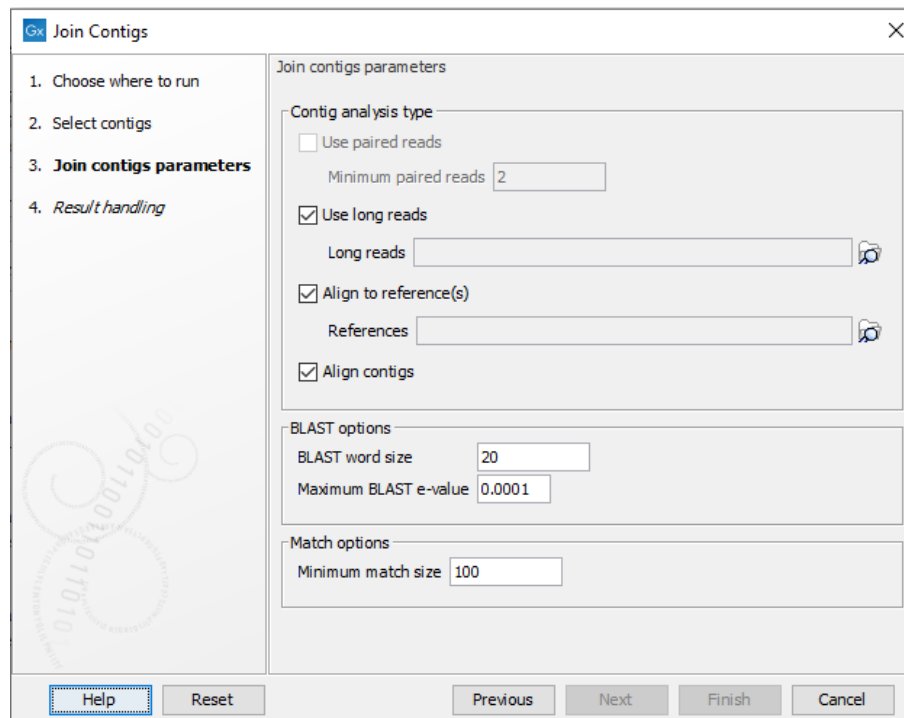 Gx Join Contigs
1. Choose where to run
2. Select contigs
3. Join contigs parameters
4. Result handling
Join contigs parameters
Contig analysis type
Use paired reads
Minimum paired reads 2
Use long reads
Long reads
Align to reference(s)
References
Align contigs
BLAST options
BLAST word size 20
Maximum BLAST e-value 0.0001
Match options
Minimum match size 100
Help Reset Previous Next Finish Cancel